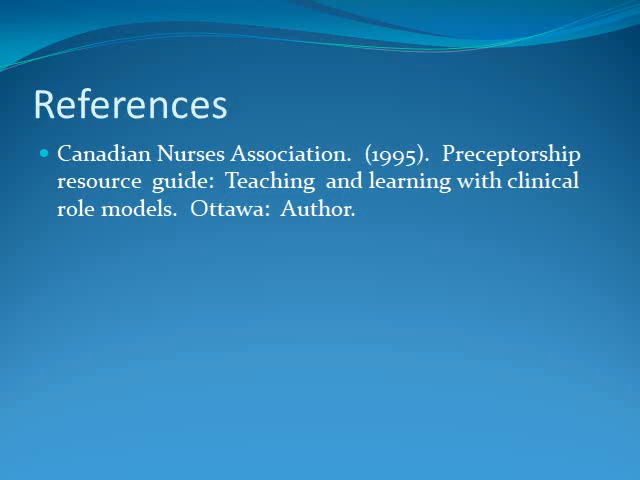 References
Canadian Nurses Association.  (1995).  Preceptorship
resource  guide:  Teaching  and learning with clinical
role models.  Ottawa:  Author.